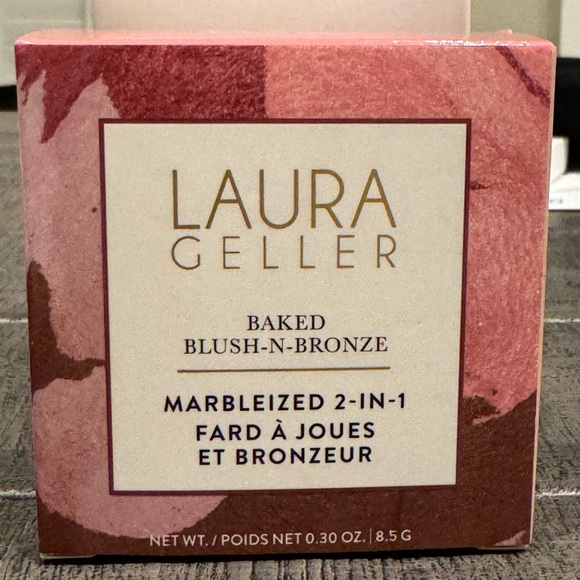 LAURA
GELLER
BAKED
BLUSH-N-BRONZE
MARBLEIZED 2-IN-1
FARD À JOUES
ET BRONZEUR
NET WT. / POIDS NET 0.30 OZ. | 8.5 G